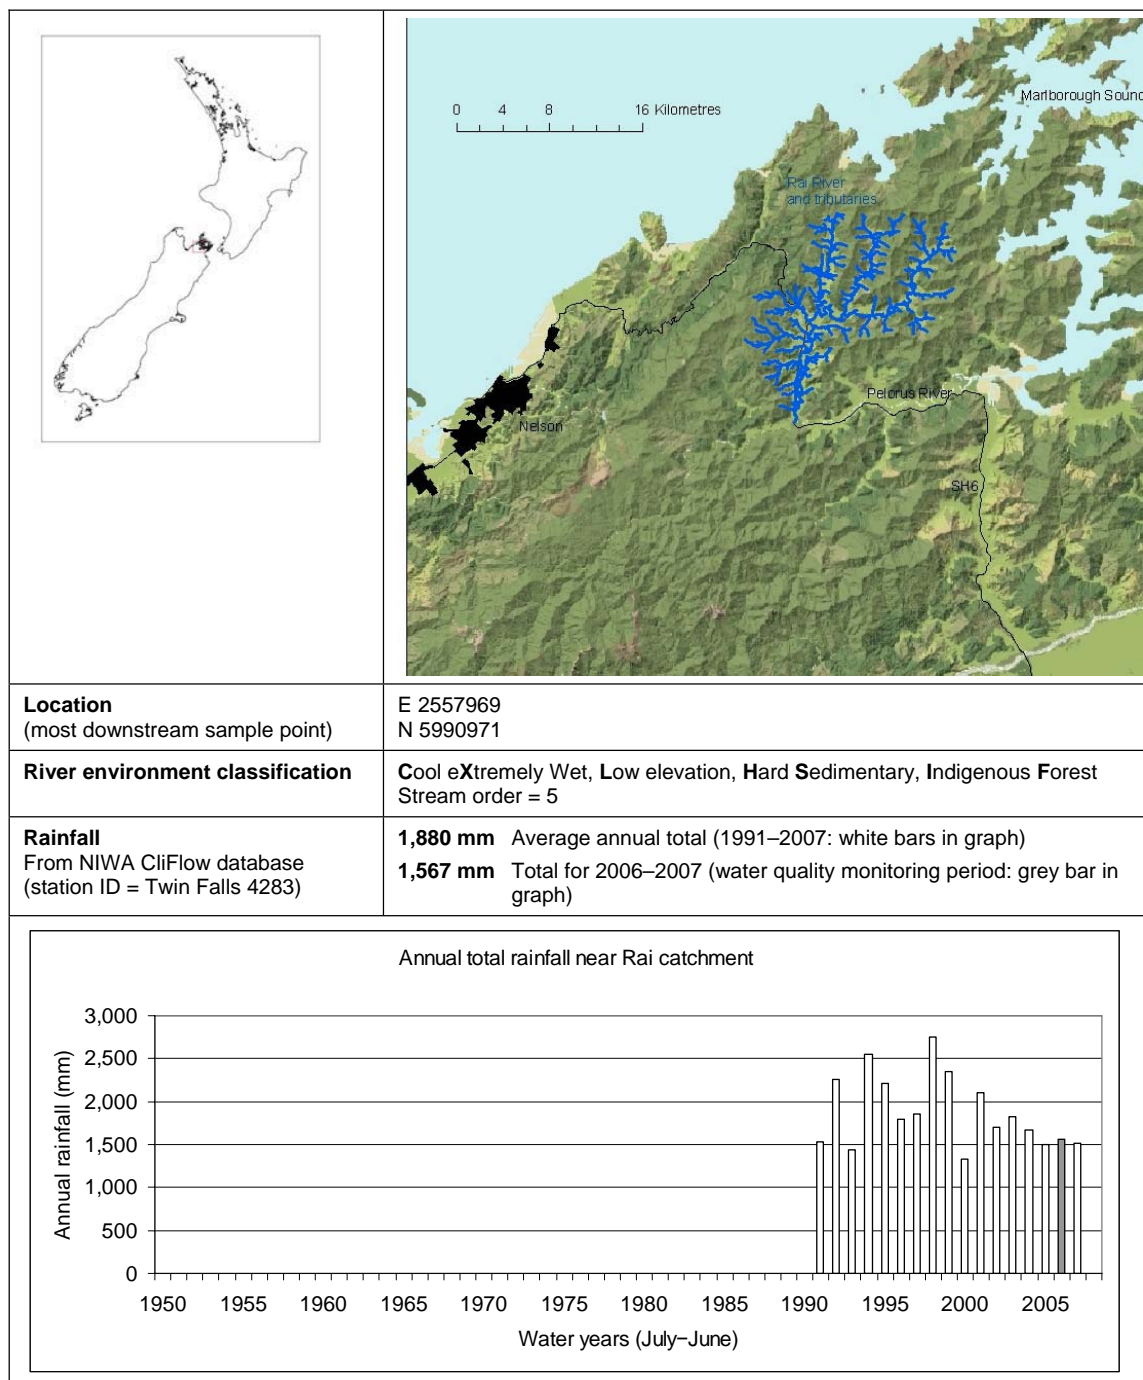 0 4 8 16 Kilometres
Marlborough Sound
Rai River
and tributaries
Pelorus River
Nelson
SH6
Location
(most downstream sample point)
E 2557969
N 5990971
River environment classification
Cool eXtremely Wet, Low elevation, Hard Sedimentary, Indigenous Forest
Stream order = 5
Rainfall
From NIWA CliFlow database
(station ID = Twin Falls 4283)
1,880 mm Average annual total (1991–2007: white bars in graph)
1,567 mm Total for 2006–2007 (water quality monitoring period: grey bar in
graph)
Annual total rainfall near Rai catchment
Annual rainfall (mm)
3,000
2,500
2,000
1,500
1,000
500
0
1950 1955 1960 1965 1970 1975 1980 1985 1990 1995 2000 2005
Water years (July–June)